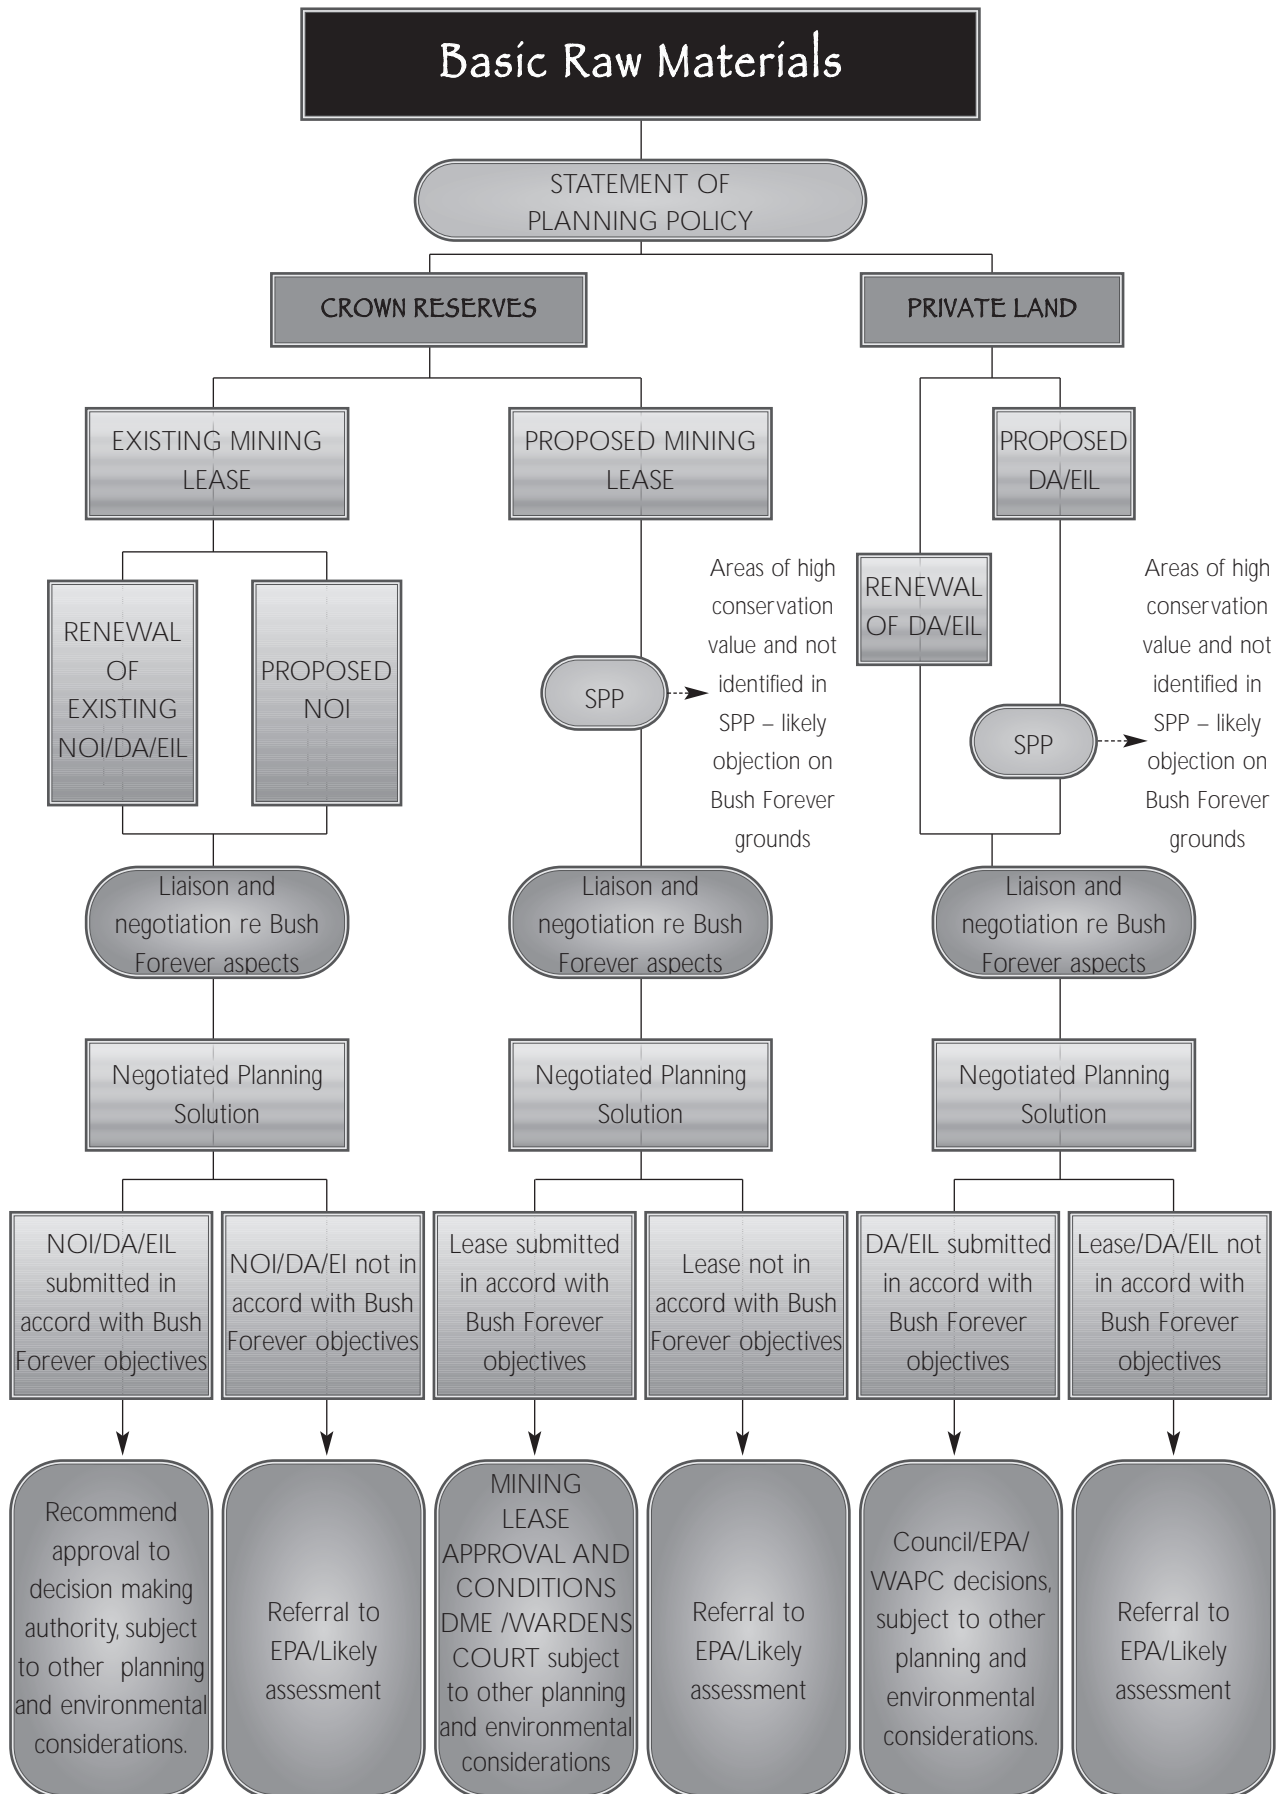 Basic Raw Materials
STATEMENT OF
PLANNING POLICY
CROWN RESERVES
PRIVATE LAND
EXISTING MINING
LEASE
PROPOSED MINING
LEASE
PROPOSED
DA/EIL
RENEWAL
OF
EXISTING
NOI/DA/EIL
PROPOSED
NOI
SPP
Areas of high
conservation
value and not
identified in
SPP – likely
objection on
Bush Forever
grounds
RENEWAL
OF DA/EIL
SPP
Areas of high
conservation
value and not
identified in
SPP – likely
objection on
Bush Forever
grounds
Liaison and
negotiation re Bush
Forever aspects
Liaison and
negotiation re Bush
Forever aspects
Liaison and
negotiation re Bush
Forever aspects
Negotiated Planning
Solution
Negotiated Planning
Solution
Negotiated Planning
Solution
NOI/DA/EIL
submitted in
accord with Bush
Forever objectives
NOI/DA/EI not in
accord with Bush
Forever objectives
Lease submitted
in accord with
Bush Forever
objectives
Lease not in
accord with Bush
Forever objectives
DA/EIL submitted
in accord with
Bush Forever
objectives
Lease/DA/EIL not
in accord with
Bush Forever
objectives
Recommend
approval to
decision making
authority, subject
to other planning
and environmental
considerations.
Referral to
EPA/Likely
assessment
MINING
LEASE
APPROVAL AND
CONDITIONS
DME /WARDENS
COURT subject
to other planning
and environmental
considerations
Referral to
EPA/Likely
assessment
Council/EPA/
WAPC decisions,
subject to other
planning and
environmental
considerations.
Referral to
EPA/Likely
assessment